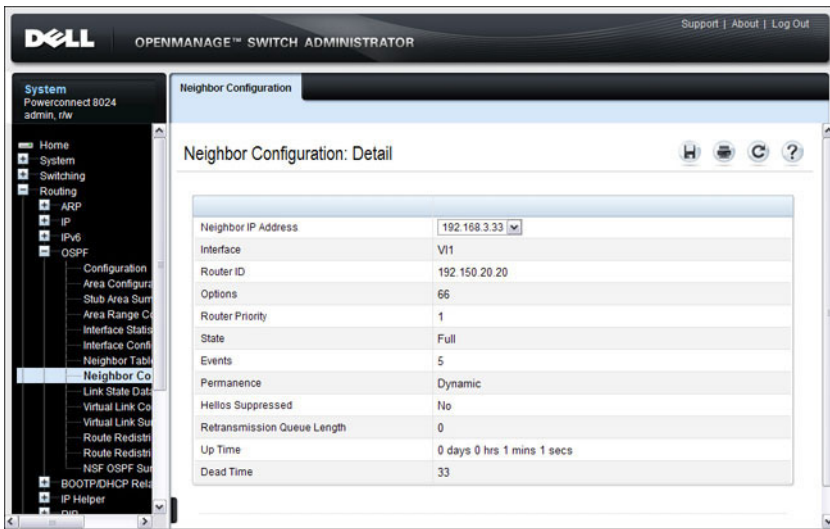 Support | About | Log Out
DELL
OPENMANAGE™ SWITCH ADMINISTRATOR
System
Powerconnect 8024
admin, r/w
Home
System
Switching
Routing
ARP
IP
IPv6
OSPF
Configuration
Area Configura
Stub Area Sum
Area Range Co
Interface Statis
Interface Confi
Neighbor Table
Neighbor Co
Link State Data
Virtual Link Co
Virtual Link Sur
Route Redistri
Route Redistri
NSF OSPF Sur
BOOTP/DHCP Rela
IP Helper
Neighbor Configuration
Neighbor Configuration: Detail
Neighbor IP Address 192.168.3.33
Interface Vl1
Router ID 192.150.20.20
Options 66
Router Priority 1
State Full
Events 5
Permanence Dynamic
Hellos Suppressed No
Retransmission Queue Length 0
Up Time 0 days 0 hrs 1 mins 1 secs
Dead Time 33